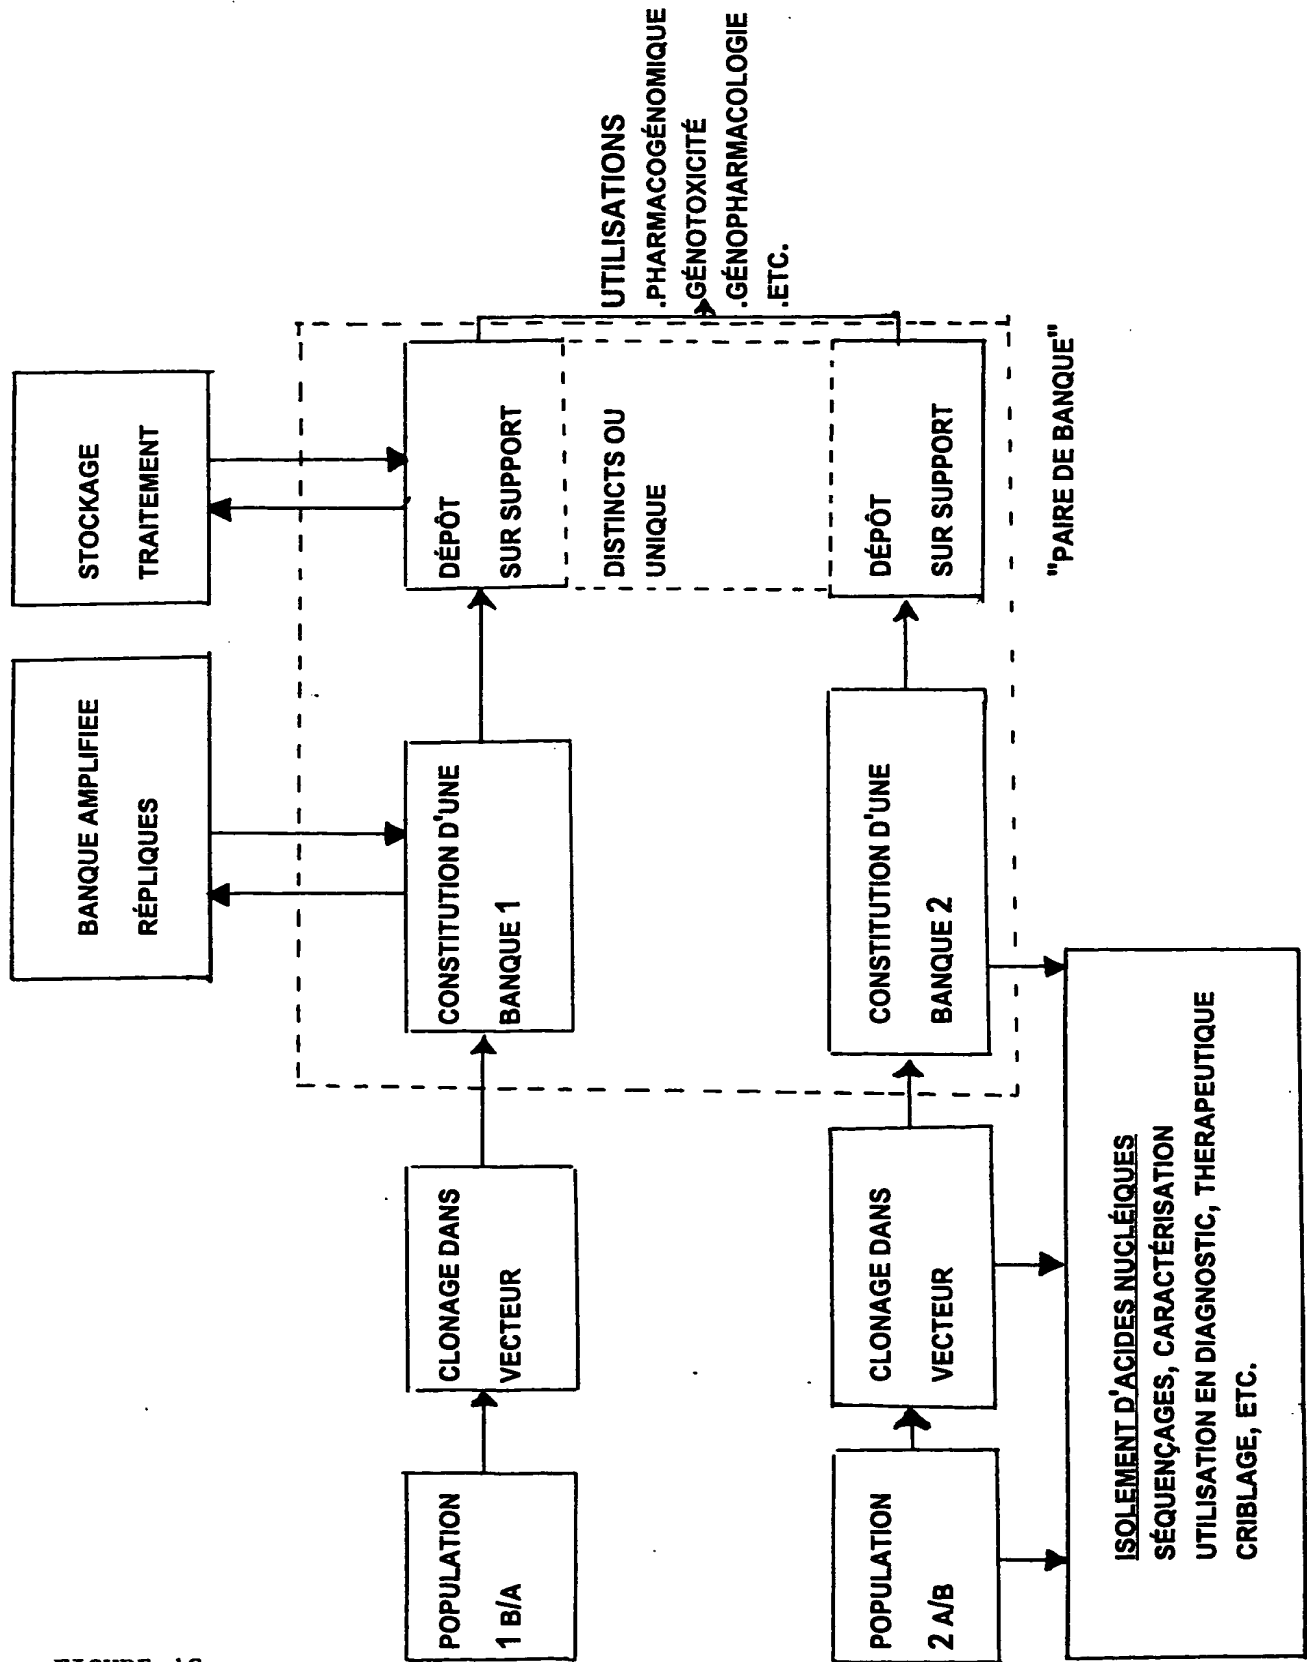 BANQUE AMPLIFIEE
RÉPLIQUES
STOCKAGE
TRAITEMENT
POPULATION
1 B/A
CLONAGE DANS
VECTEUR
CONSTITUTION D'UNE
BANQUE 1
DÉPÔT
SUR SUPPORT
DISTINCTS OU
UNIQUE
UTILISATIONS
.PHARMACOGÉNOMIQUE
.GÉNOTOXICITÉ
.GÉNOPHARMACOLOGIE
.ETC.
POPULATION
2 A/B
CLONAGE DANS
VECTEUR
CONSTITUTION D'UNE
BANQUE 2
DÉPÔT
SUR SUPPORT
"PAIRE DE BANQUE"
ISOLEMENT D'ACIDES NUCLÉIQUES
SÉQUENÇAGES, CARACTÉRISATION
UTILISATION EN DIAGNOSTIC, THERAPEUTIQUE
CRIBLAGE, ETC.